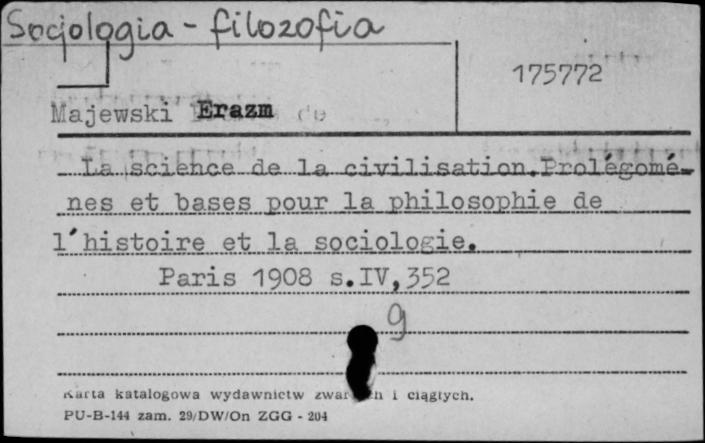 Socjologia - filozofia
175772
Majewski Erazm
La science de la civilisation.Prolégomé-
nes et bases pour la philosophie de
l'histoire et la sociologie.
Paris 1908 s.IV,352
9
Karta katalogowa wydawnictw i ciągłych.
PU-B-144 zam. 29/DW/On ZGG - 204